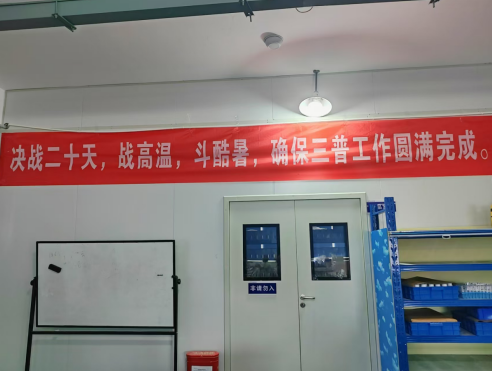 决战二十天，战高温，斗酷暑，确保三普工作圆满完成。
非请勿入